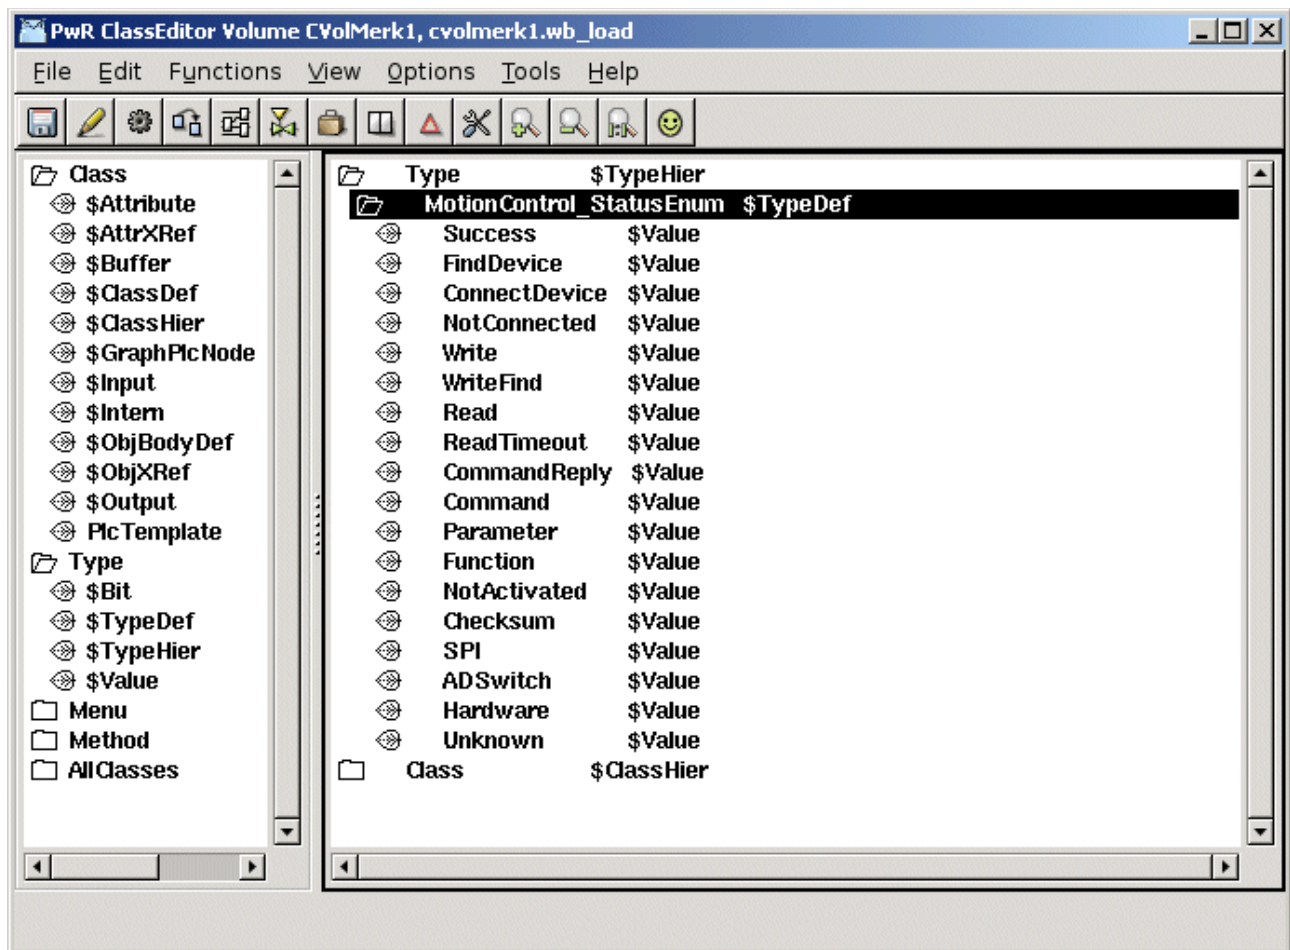 PwR ClassEditor Volume CVolMerk1, cvolmerk1.wb_load
File Edit Functions View Options Tools Help
Class
$Attribute
$AttrXRef
$Buffer
$ClassDef
$ClassHier
$GraphPlcNode
$Input
$Intern
$ObjBodyDef
$ObjXRef
$Output
PlcTemplate
Type
$Bit
$TypeDef
$TypeHier
$Value
Menu
Method
AllClasses
Type $TypeHier
MotionControl_StatusEnum $TypeDef
Success $Value
FindDevice $Value
ConnectDevice $Value
NotConnected $Value
Write $Value
WriteFind $Value
Read $Value
ReadTimeout $Value
CommandReply $Value
Command $Value
Parameter $Value
Function $Value
NotActivated $Value
Checksum $Value
SPI $Value
ADSwitch $Value
Hardware $Value
Unknown $Value
Class $ClassHier